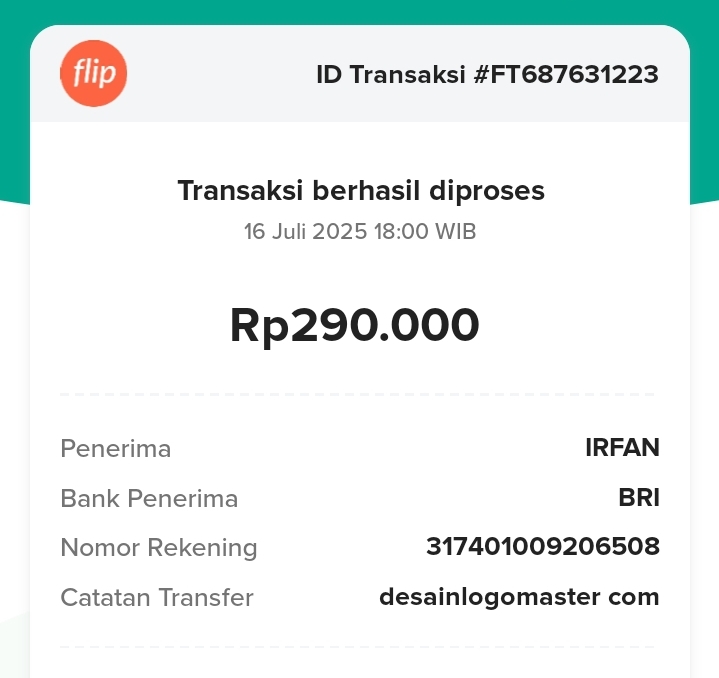 flip
ID Transaksi #FT687631223
Transaksi berhasil diproses
16 Juli 2025 18:00 WIB
Rp290.000
Penerima IRFAN
Bank Penerima BRI
Nomor Rekening 317401009206508
Catatan Transfer desainlogomaster com